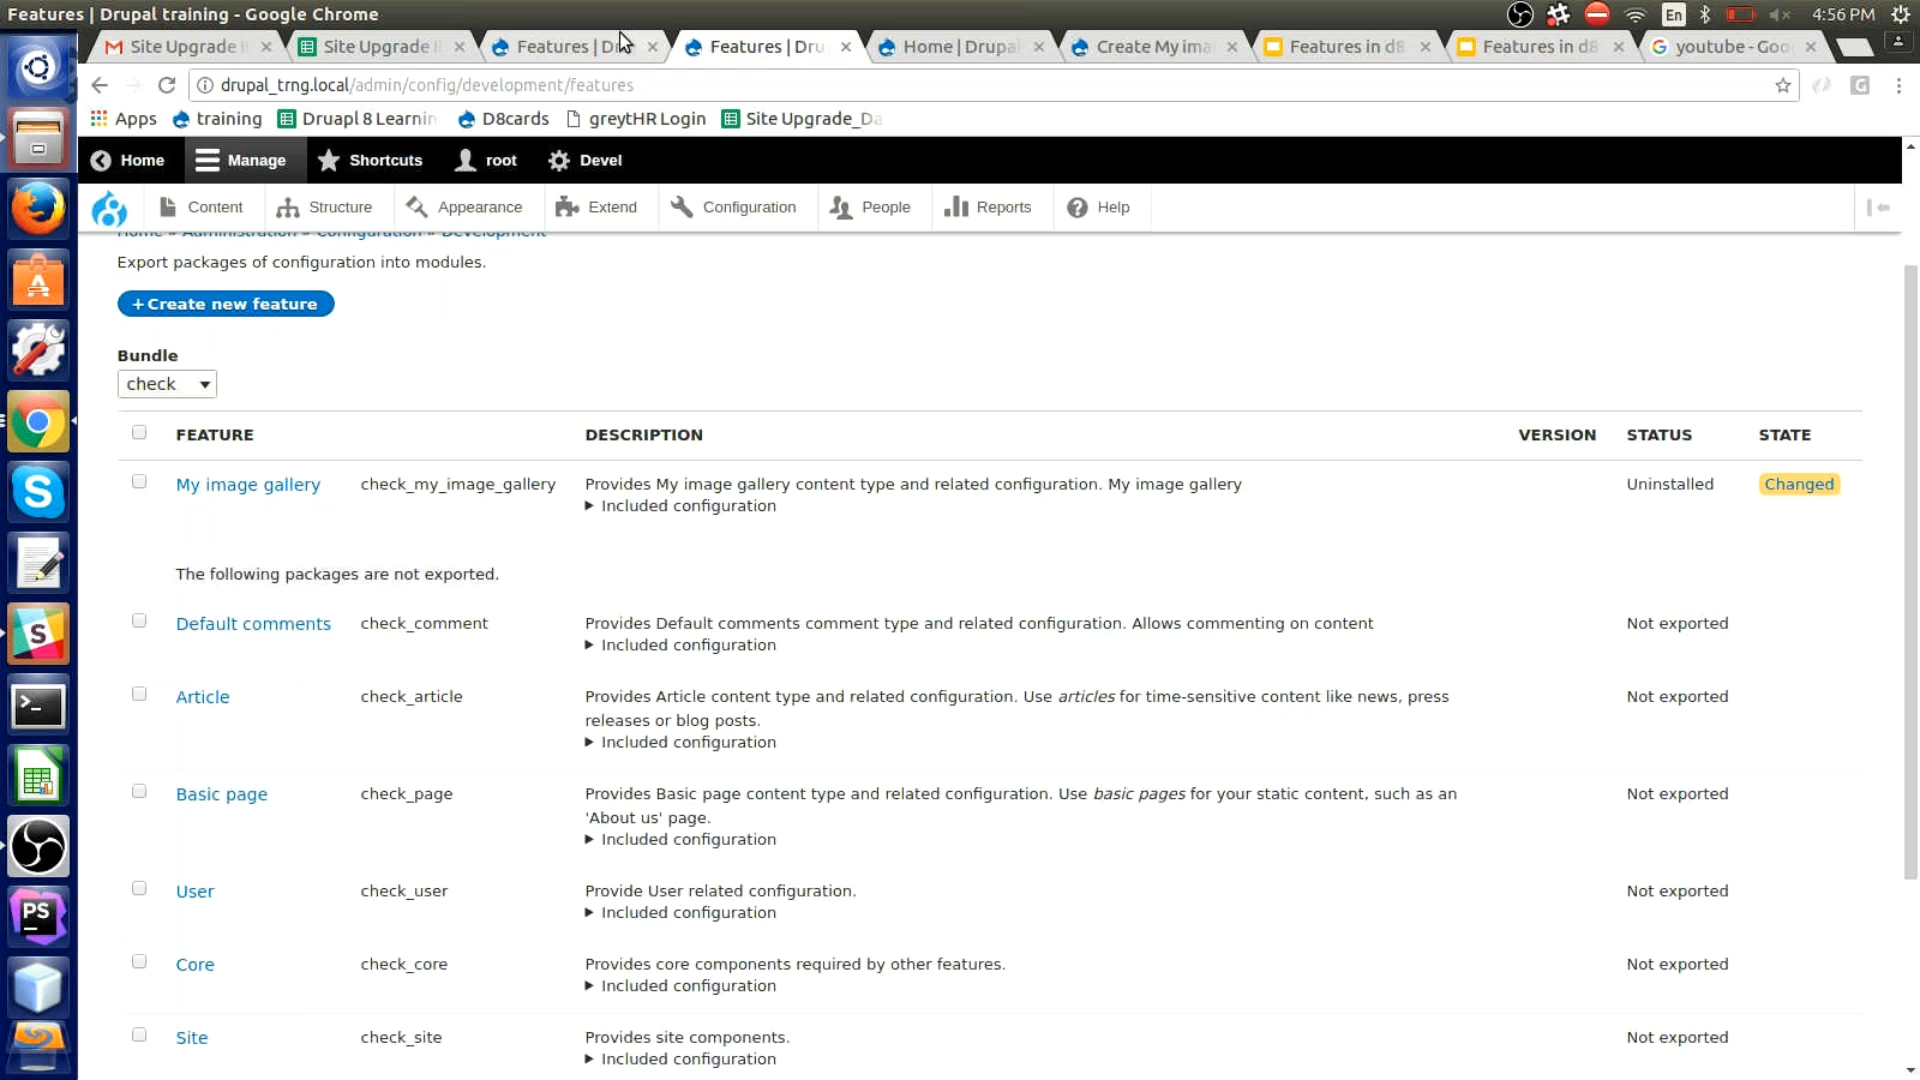 Features | Drupal training - Google Chrome
En
4:56 PM
Site Upgrade
Site Upgrade
Features | Dr
Features | Dru
Home | Drupal
Create My ima
Features in d8
Features in d8
youtube - Goo
drupal_trng.local/admin/config/development/features
Apps
training
Druapl 8 Learnin
D8cards
greytHR Login
Site Upgrade_Da
Home
Manage
Shortcuts
root
Devel
Content
Structure
Appearance
Extend
Configuration
People
Reports
Help
Home » Administration » Configuration » Development
Export packages of configuration into modules.
+ Create new feature
Bundle
check
FEATURE DESCRIPTION VERSION STATUS STATE
My image gallery check_my_image_gallery Provides My image gallery content type and related configuration. My image gallery Uninstalled Changed
Included configuration
The following packages are not exported.
Default comments check_comment Provides Default comments comment type and related configuration. Allows commenting on content Not exported
Included configuration
Article check_article Provides Article content type and related configuration. Use articles for time-sensitive content like news, press Not exported
releases or blog posts.
Included configuration
Basic page check_page Provides Basic page content type and related configuration. Use basic pages for your static content, such as an Not exported
'About us' page.
Included configuration
User check_user Provide User related configuration. Not exported
Included configuration
Core check_core Provides core components required by other features. Not exported
Included configuration
Site check_site Provides site components. Not exported
Included configuration